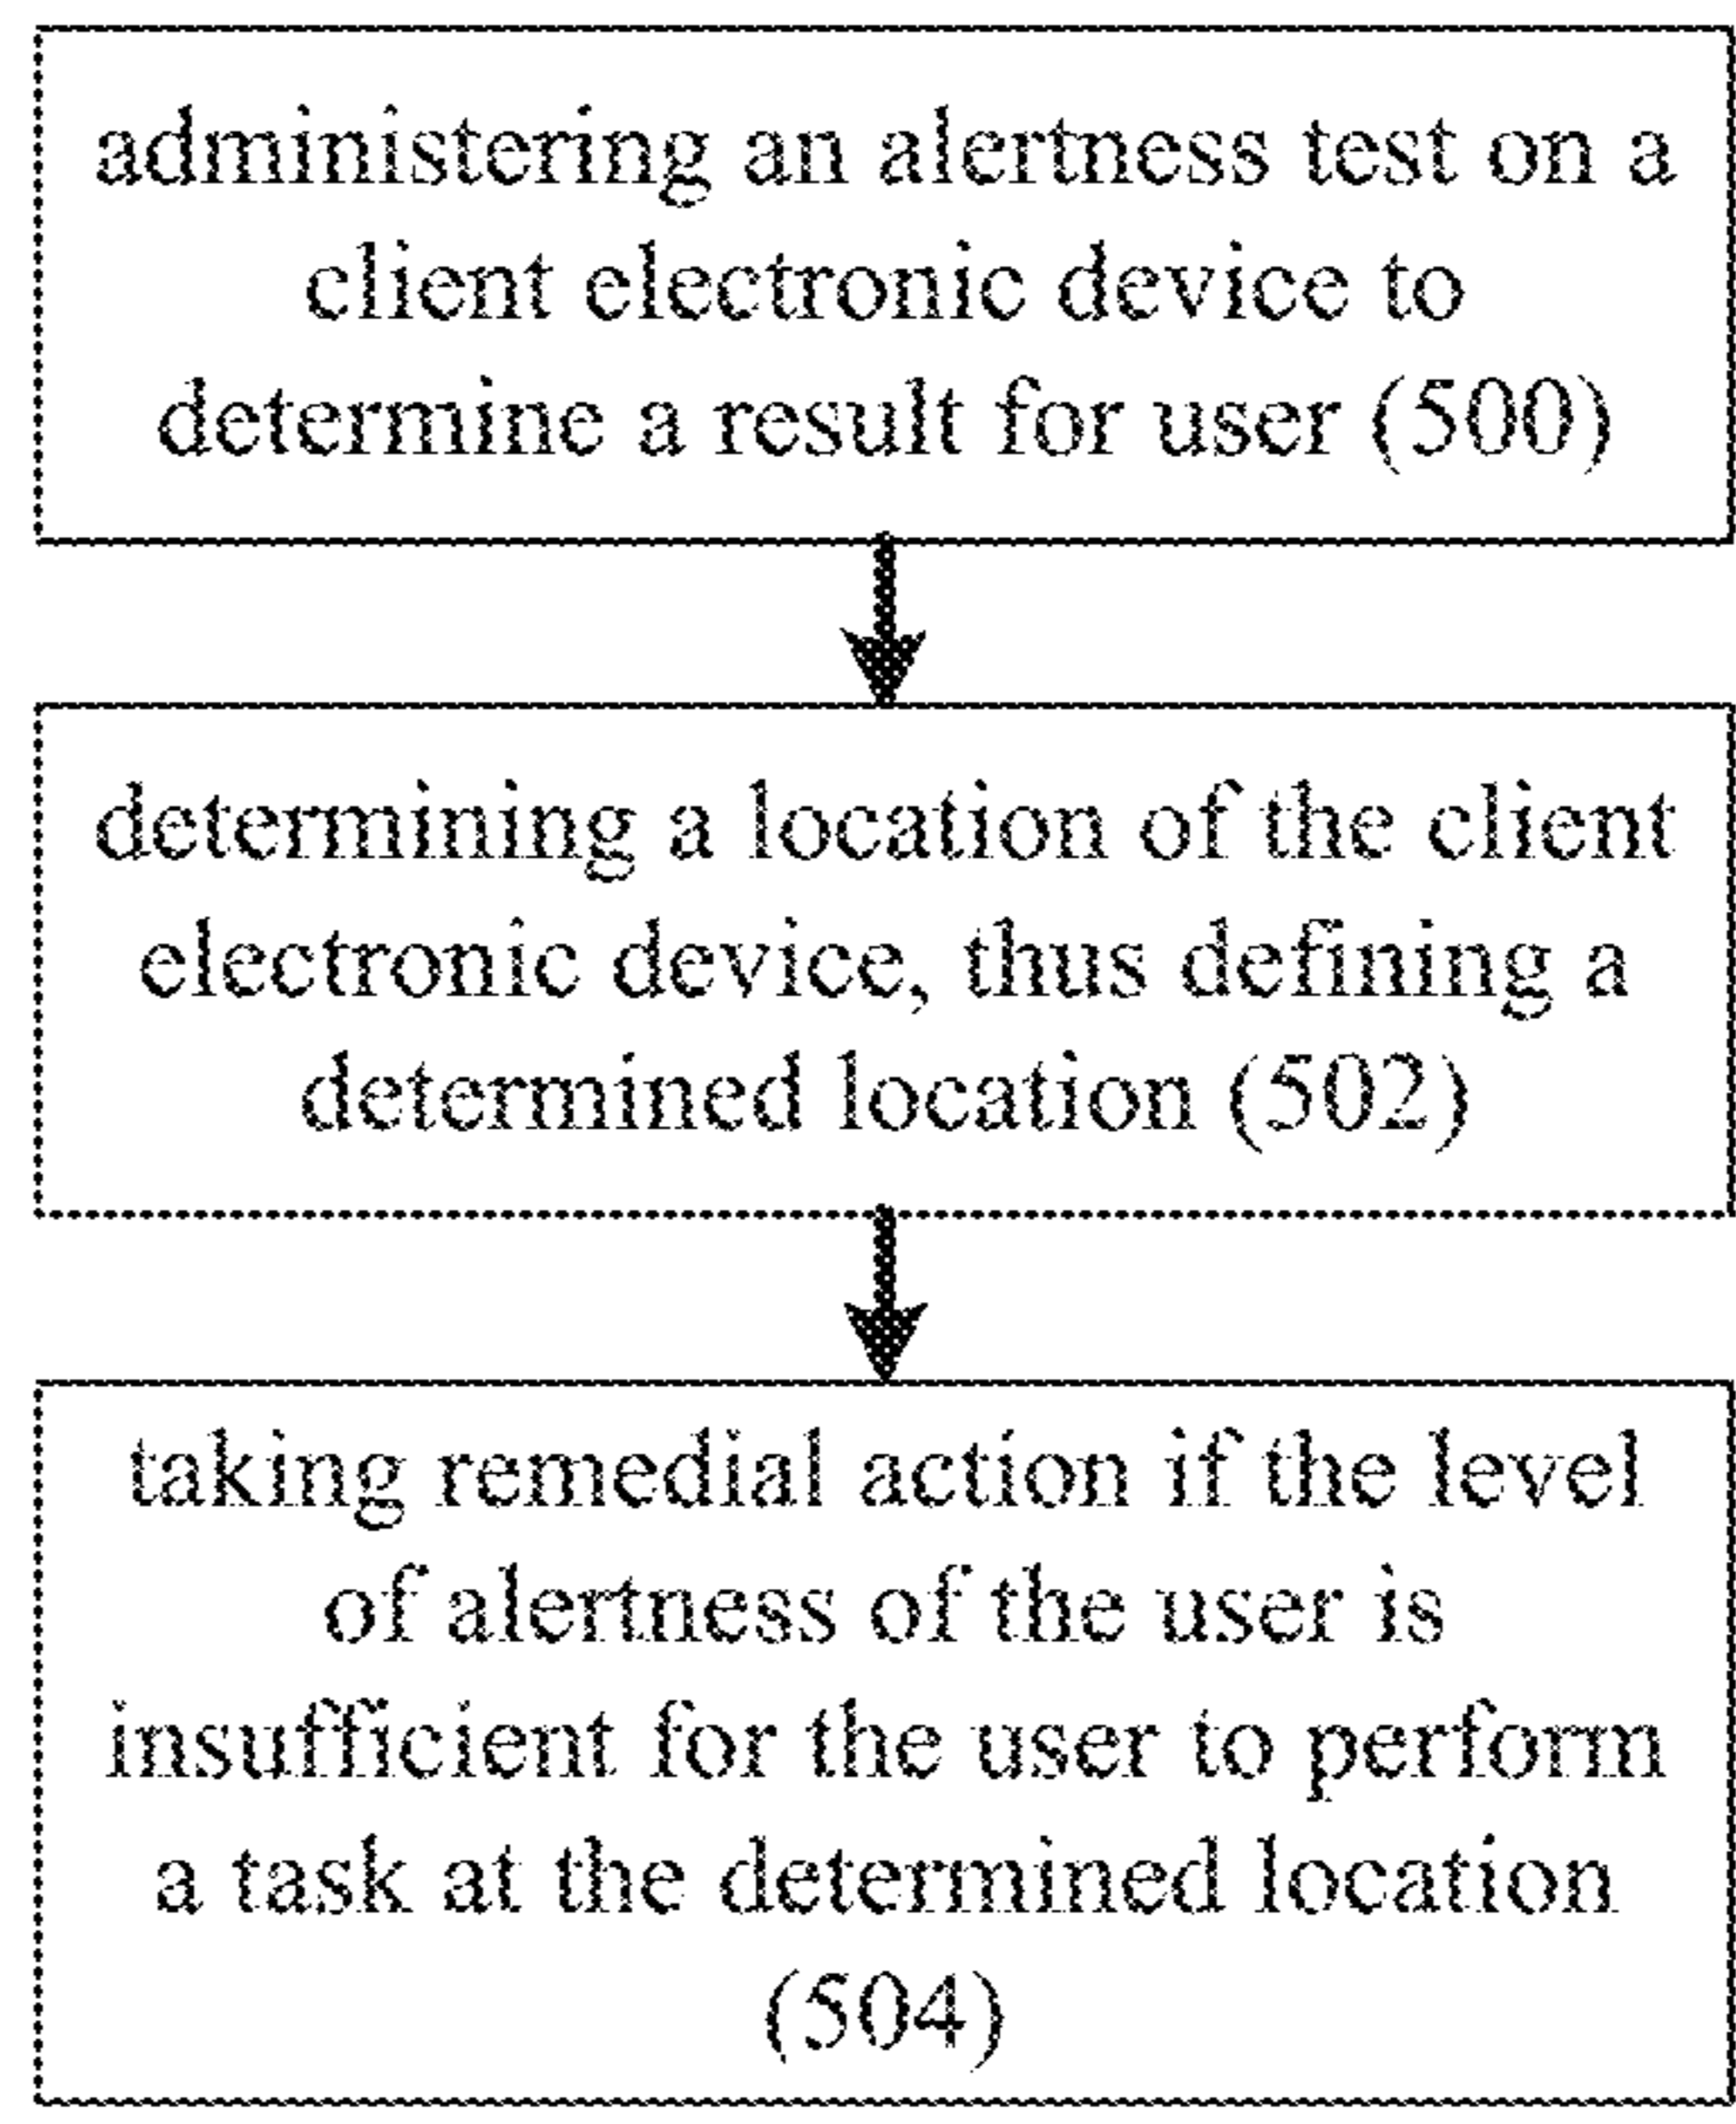 administering an alertness test on a
client electronic device to
determine a result for user (500)
determining a location of the client
electronic device, thus defining a
determined location (502)
taking remedial action if the level
of alertness of the user is
insufficient for the user to perform
a task at the determined location
(504)